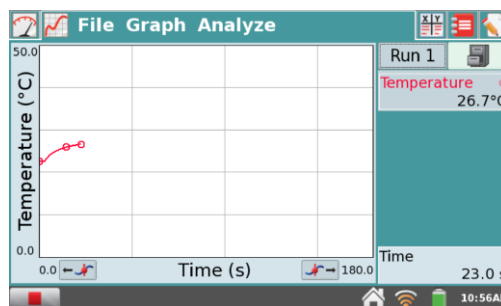 File Graph Analyze
X Y
50.0
Run 1
Temperature
26.7°C
Temperature (°C)
0.0
0.0
Time (s)
180.0
Time
23.0 s
10:56A